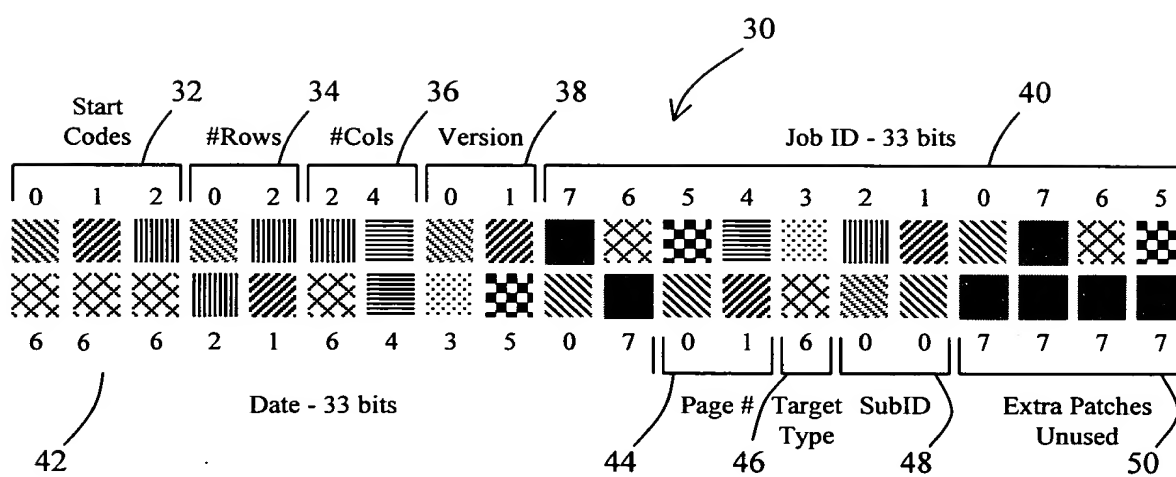 30
32 34 36 38 40
Start
Codes #Rows #Cols Version Job ID - 33 bits
0 1 2 0 2 2 4 0 1 7 6 5 4 3 2 1 0 7 6 5
6 6 6 2 1 6 4 3 5 0 7 0 1 6 0 0 7 7 7 7
Date - 33 bits Page # Target SubID Extra Patches
Type Unused
42 44 46 48 50